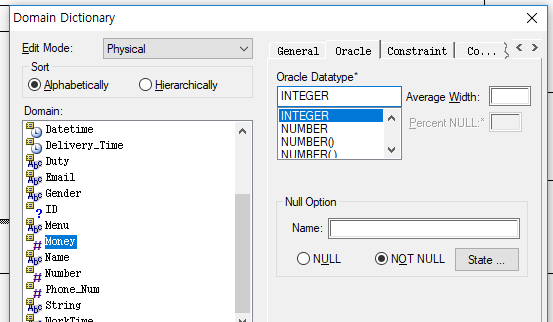 Domain Dictionary
Edit Mode:
Physical
Sort
Alphabetically
Hierarchically
Domain:
Datetime
Delivery_Time
Duty
Email
Gender
ID
Menu
Money
Name
Number
Phone_Num
String
WorkTime
General
Oracle
Constraint
Co...
Oracle Datatype*
INTEGER
Average Width:
INTEGER
NUMBER
NUMBER()
NUMBER( )
Percent NULL:*
Null Option
Name:
NULL
NOT NULL
State ...